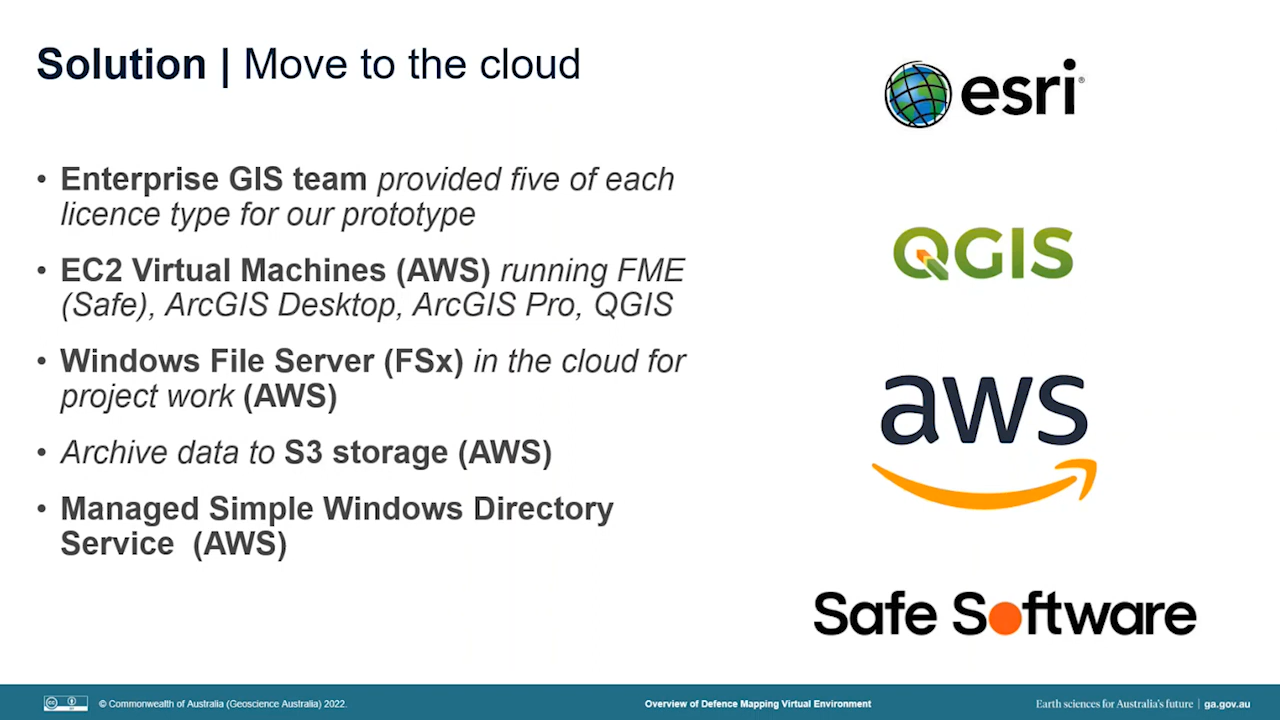 Solution | Move to the cloud
• Enterprise GIS team provided five of each
licence type for our prototype
• EC2 Virtual Machines (AWS) running FME
(Safe), ArcGIS Desktop, ArcGIS Pro, QGIS
• Windows File Server (FSx) in the cloud for
project work (AWS)
• Archive data to S3 storage (AWS)
• Managed Simple Windows Directory
Service (AWS)
esri®
QGIS
aws
Safe Software
© Commonwealth of Australia (Geoscience Australia) 2022.
Overview of Defence Mapping Virtual Environment
Earth sciences for Australia's future | ga.gov.au